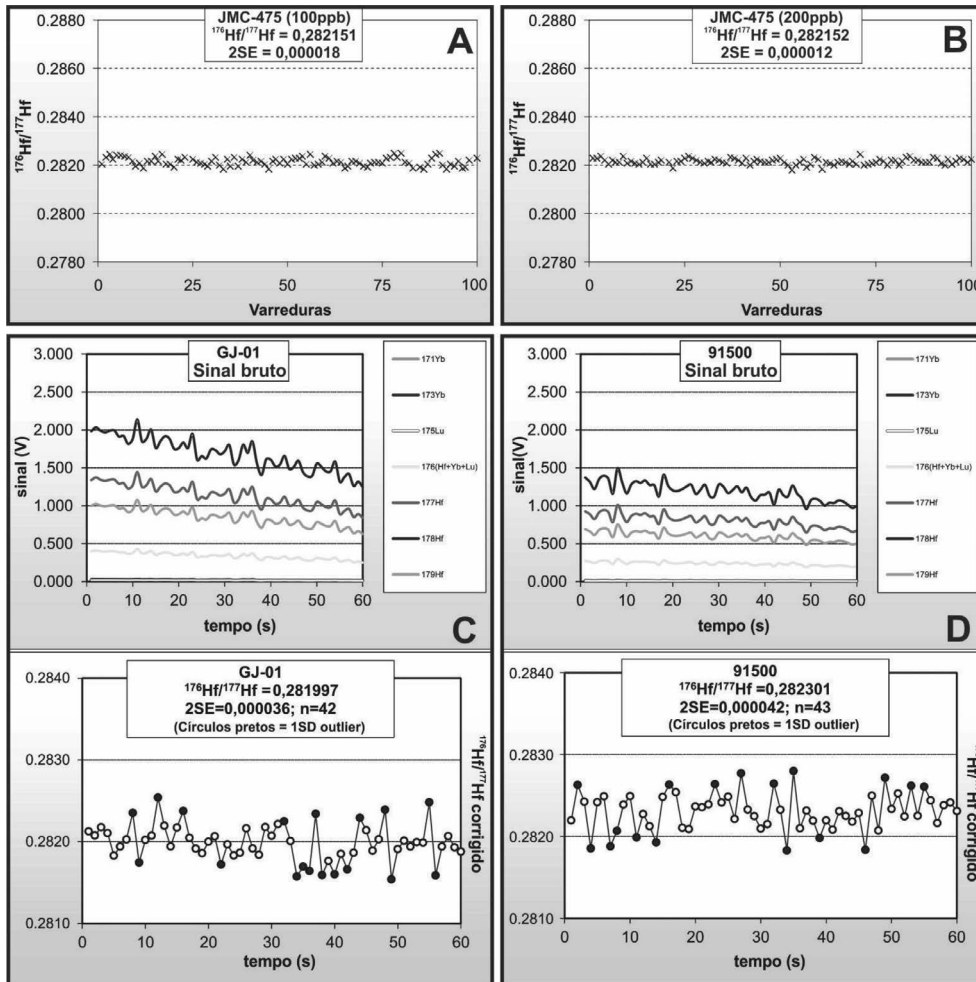 JMC-475 (100ppb)
¹⁷⁶Hf/¹⁷⁷Hf = 0,282151
2SE = 0,000018
A
0.2860
0.2840
0.2820
0.2800
0.2780
¹⁷⁶Hf/¹⁷⁷Hf
0 25 50 75 100
Varreduras
JMC-475 (200ppb)
¹⁷⁶Hf/¹⁷⁷Hf = 0,282152
2SE = 0,000012
B
0.2860
0.2840
0.2820
0.2800
0.2780
¹⁷⁶Hf/¹⁷⁷Hf
0 25 50 75 100
Varreduras
GJ-01
Sinal bruto
3.000
2.500
2.000
1.500
1.000
0.500
0.000
sinal (V)
0 10 20 30 40 50 60
tempo (s)
171Yb
173Yb
175Lu
176(Hf+Yb+Lu)
177Hf
178Hf
179Hf
C
91500
Sinal bruto
3.000
2.500
2.000
1.500
1.000
0.500
0.000
sinal(V)
0 10 20 30 40 50 60
tempo (s)
171Yb
173Yb
175Lu
176(Hf+Yb+Lu)
177Hf
178Hf
179Hf
D
GJ-01
¹⁷⁶Hf/¹⁷⁷Hf =0,281997
2SE=0,000036; n=42
(Círculos pretos = 1SD outlier)
0.2840
0.2830
0.2820
0.2810
¹⁷⁶Hf/¹⁷⁷Hf corrigido
0 10 20 30 40 50 60
tempo (s)
91500
¹⁷⁶Hf/¹⁷⁷Hf =0,282301
2SE=0,000042; n=43
(Círculos pretos = 1SD outlier)
0.2840
0.2830
0.2820
0.2810
Hf corrigido
0 10 20 30 40 50 60
tempo (s)